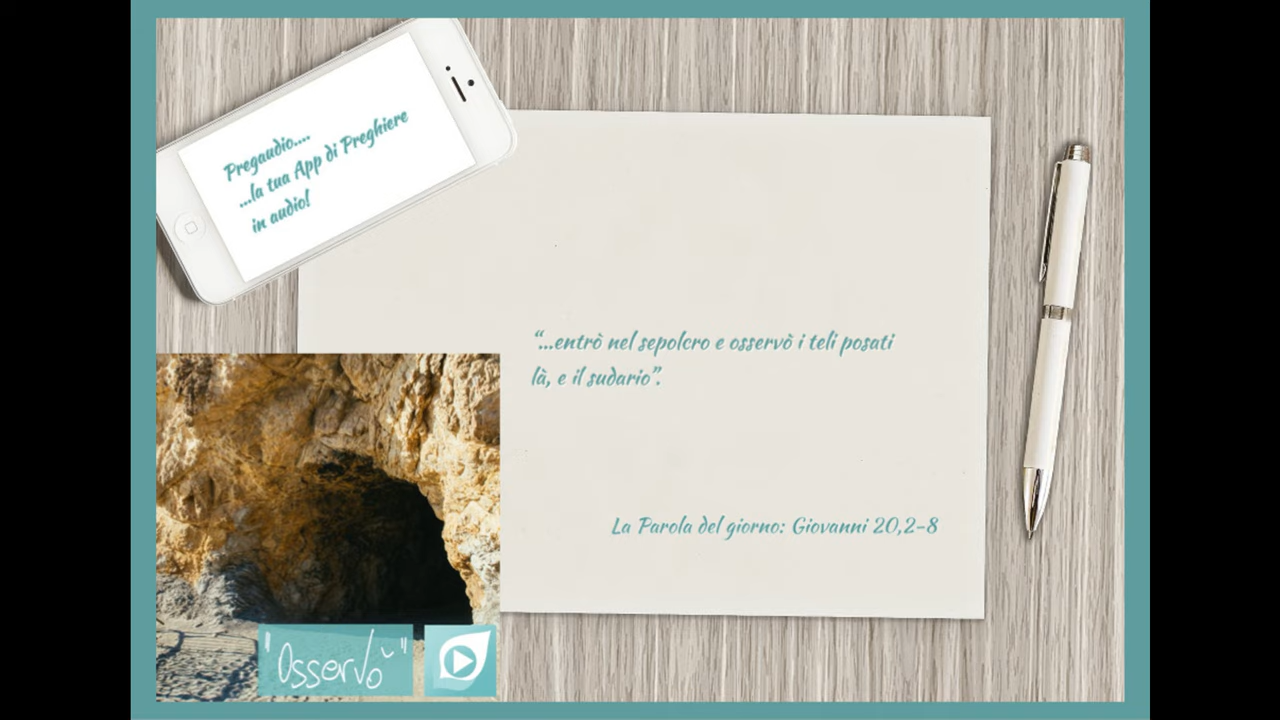 Pregaudio....
...la tua App di Preghiere
in audio!
“...entrò nel sepolcro e osservò i teli posati
là, e il sudario”.
La Parola del giorno: Giovanni 20,2-8
"Osservò"